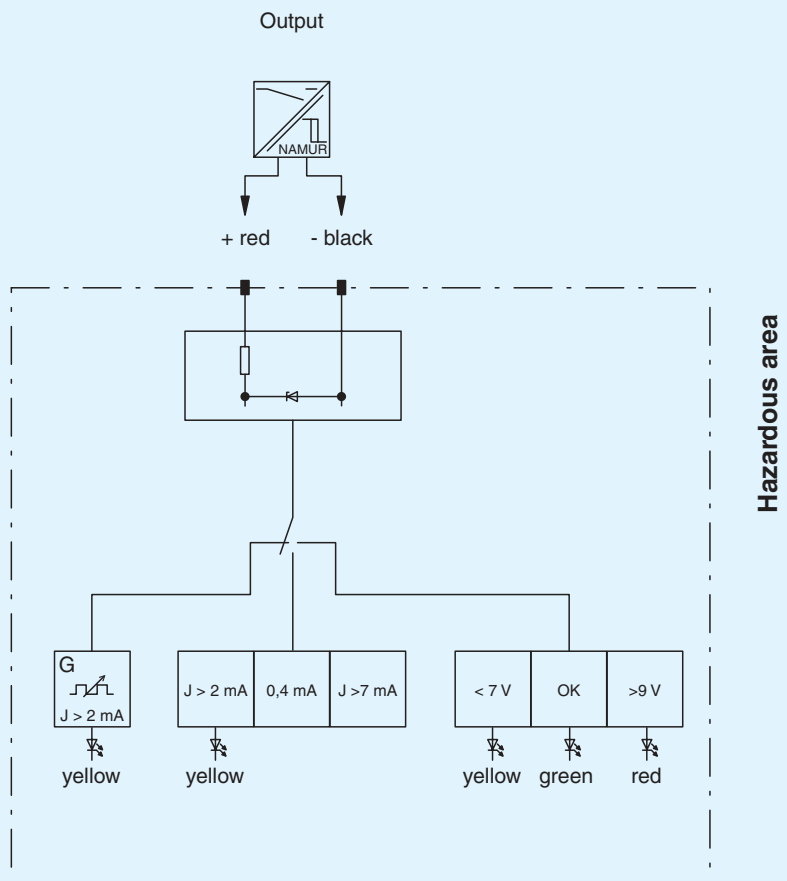 Output
NAMUR
+ red
- black
Hazardous area
G
J > 2 mA
J > 2 mA
0,4 mA
J >7 mA
< 7 V
OK
>9 V
yellow
yellow
yellow
green
red